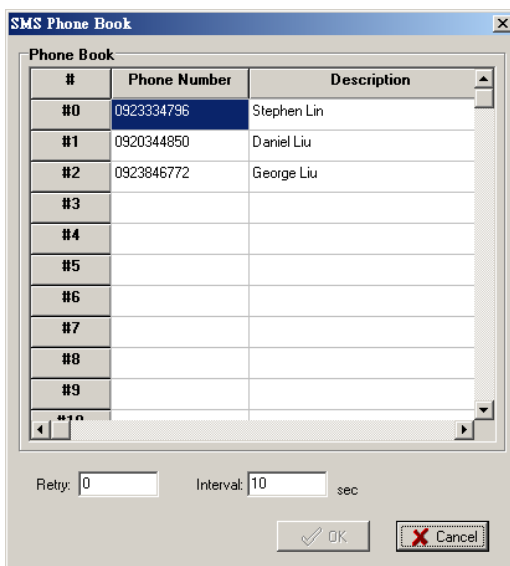 SMS Phone Book
Phone Book
# Phone Number Description
#0 0923334796 Stephen Lin
#1 0920344850 Daniel Liu
#2 0923846772 George Liu
#3
#4
#5
#6
#7
#8
#9
#10
Retry: 0 Interval: 10 sec
OK Cancel